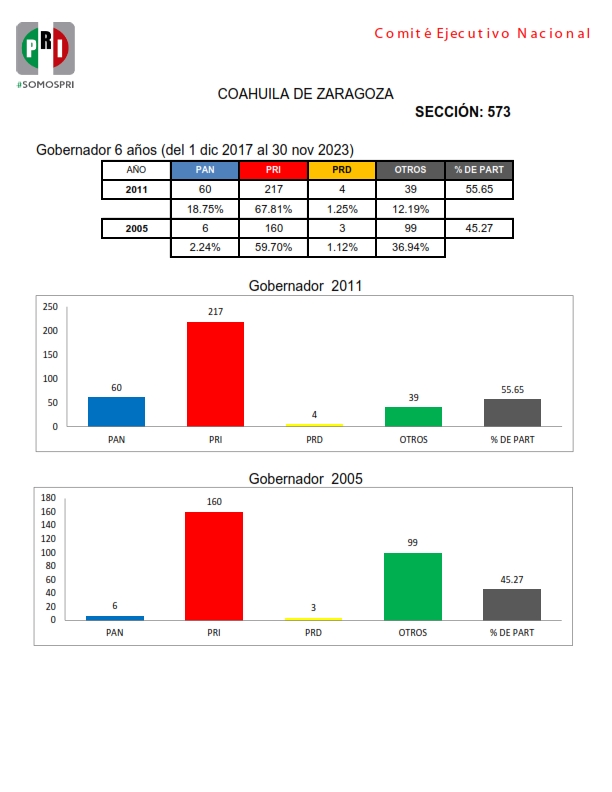 Comité Ejecutivo Nacional
PRI
#SOMOSPRI
COAHUILA DE ZARAGOZA
SECCIÓN: 573
Gobernador 6 años (del 1 dic 2017 al 30 nov 2023)
AÑO PAN PRI PRD OTROS % DE PART
2011 60 217 4 39 55.65
18.75% 67.81% 1.25% 12.19%
2005 6 160 3 99 45.27
2.24% 59.70% 1.12% 36.94%
Gobernador 2011
250
200
150
100
50
0
60
217
4
39
55.65
PAN PRI PRD OTROS % DE PART
Gobernador 2005
180
160
140
120
100
80
60
40
20
0
6
160
3
99
45.27
PAN PRI PRD OTROS % DE PART